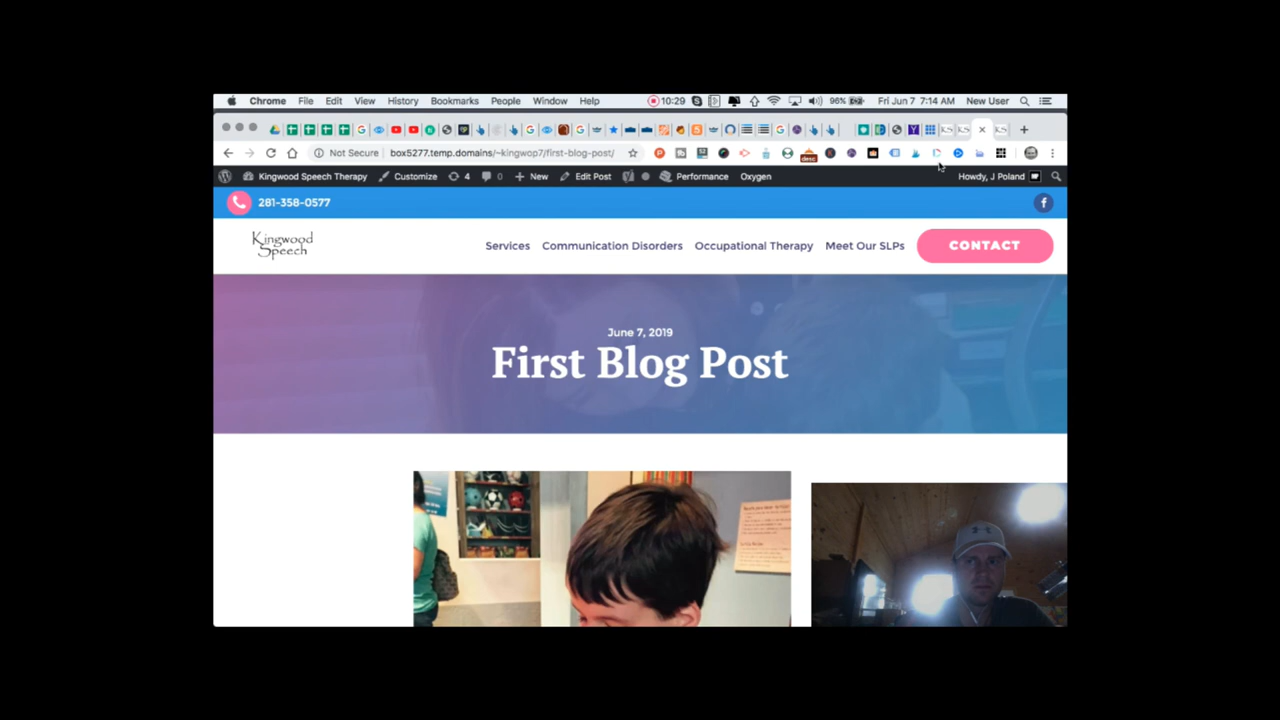 Chrome File Edit View History Bookmarks People Window Help 10:29 96% Fri Jun 7 7:14 AM New User
Not Secure box5277.temp.domains/~kingwop7/first-blog-post/
Kingwood Speech Therapy Customize 4 0 New Edit Post Performance Oxygen Howdy, J Poland
281-358-0577
Kingwood
Speech
Services Communication Disorders Occupational Therapy Meet Our SLPs CONTACT
June 7, 2019
First Blog Post